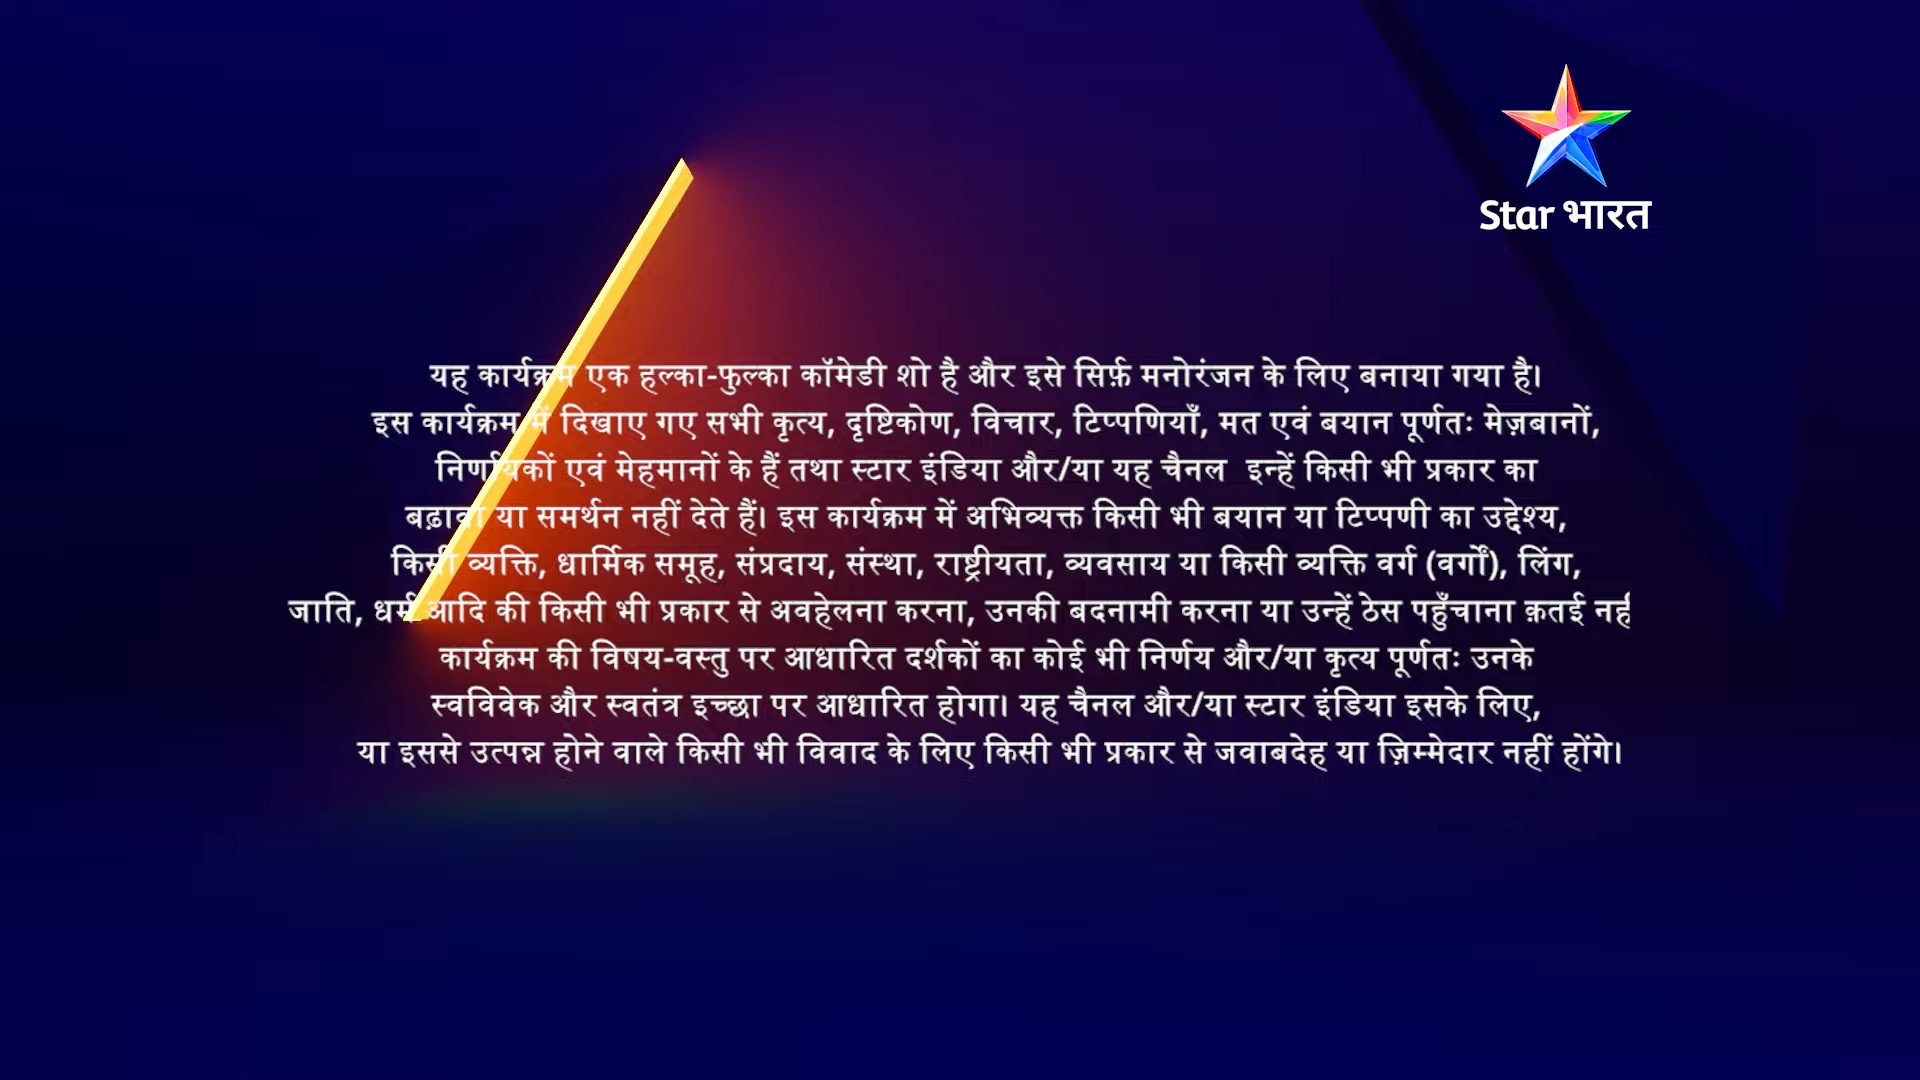 Star भारत
यह कार्यक्रम एक हल्का-फुल्का कॉमेडी शो है और इसे सिर्फ़ मनोरंजन के लिए बनाया गया है।
इस कार्यक्रम में दिखाए गए सभी कृत्य, दृष्टिकोण, विचार, टिप्पणियाँ, मत एवं बयान पूर्णतः मेज़बानों,
निर्णायकों एवं मेहमानों के हैं तथा स्टार इंडिया और/या यह चैनल इन्हें किसी भी प्रकार का
बढ़ावा या समर्थन नहीं देते हैं। इस कार्यक्रम में अभिव्यक्त किसी भी बयान या टिप्पणी का उद्देश्य,
किसी व्यक्ति, धार्मिक समूह, संप्रदाय, संस्था, राष्ट्रीयता, व्यवसाय या किसी व्यक्ति वर्ग (वर्गों), लिंग,
जाति, धर्म आदि की किसी भी प्रकार से अवहेलना करना, उनकी बदनामी करना या उन्हें ठेस पहुँचाना क़तई
कार्यक्रम की विषय-वस्तु पर आधारित दर्शकों का कोई भी निर्णय और/या कृत्य पूर्णतः उनके
स्वविवेक और स्वतंत्र इच्छा पर आधारित होगा। यह चैनल और/या स्टार इंडिया इसके लिए,
या इससे उत्पन्न होने वाले किसी भी विवाद के लिए किसी भी प्रकार से जवाबदेह या ज़िम्मेदार नहीं होंगे।